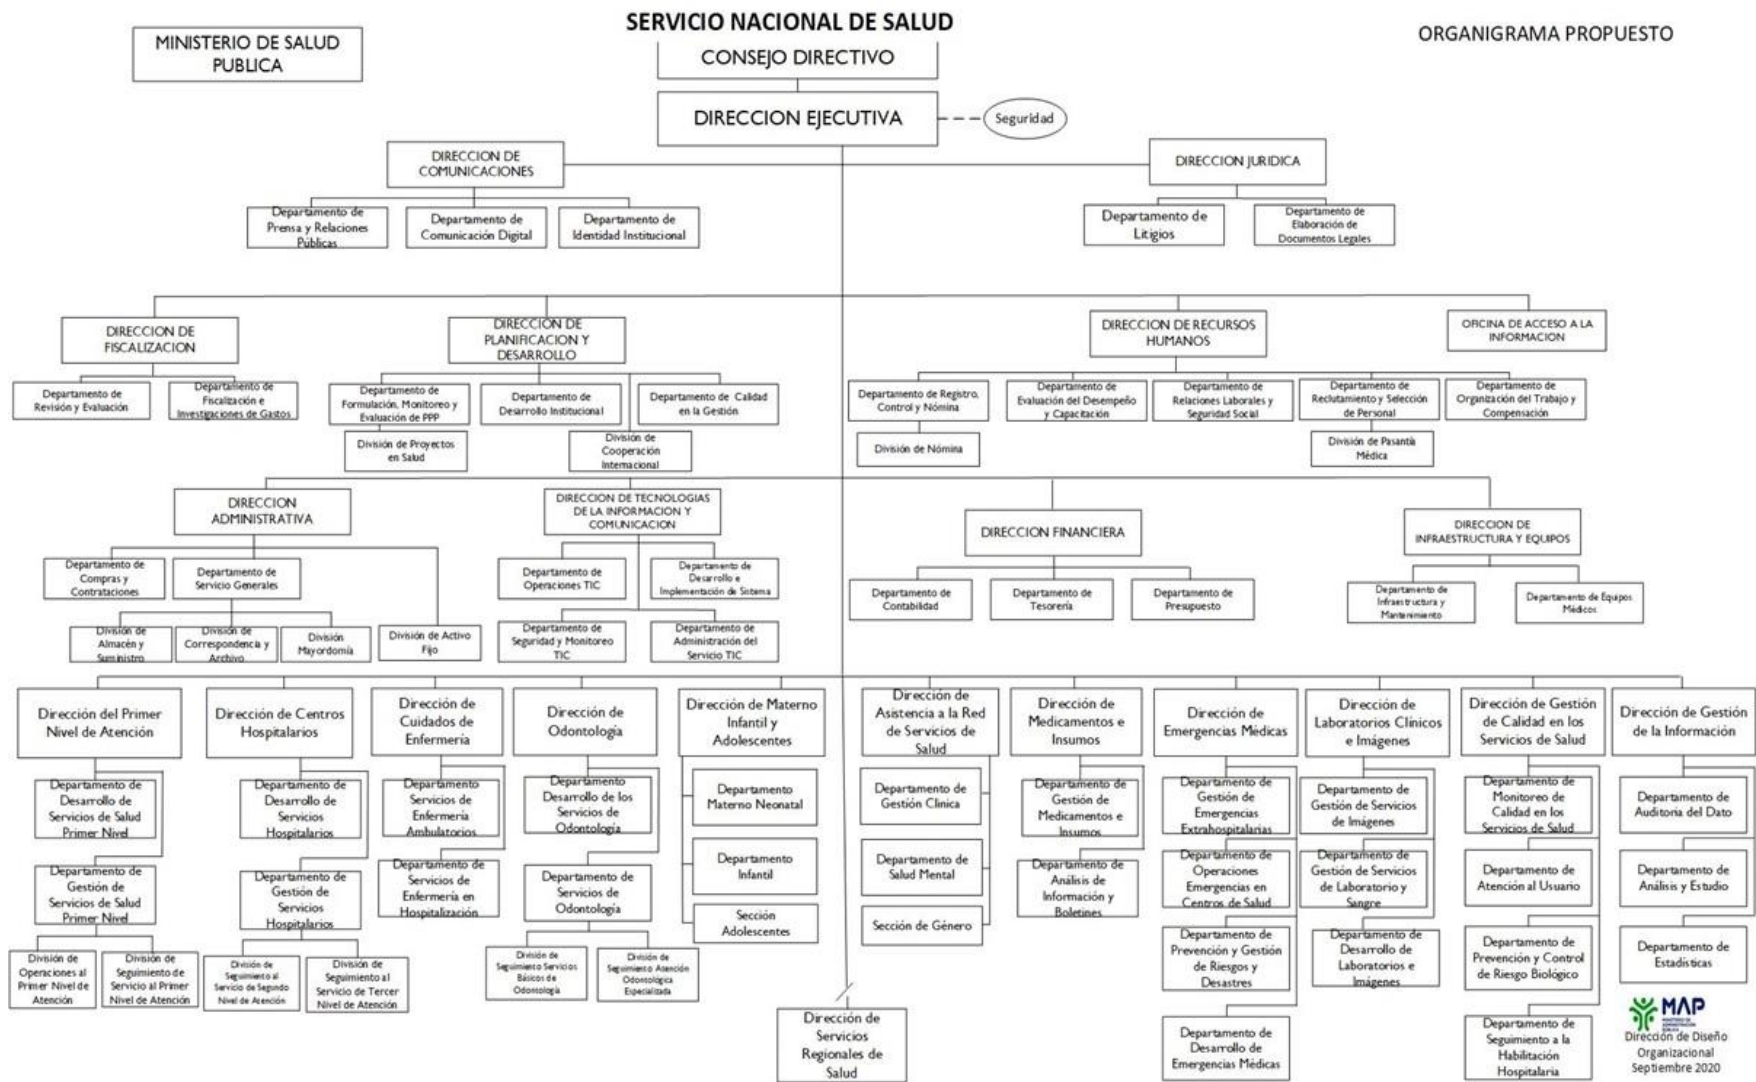 SERVICIO NACIONAL DE SALUD
ORGANIGRAMA PROPUESTO
MINISTERIO DE SALUD
PUBLICA
CONSEJO DIRECTIVO
DIRECCION EJECUTIVA
Seguridad
DIRECCION DE
COMUNICACIONES
DIRECCION JURIDICA
Departamento de
Prensa y Relaciones
Públicas
Departamento de
Comunicación Digital
Departamento de
Identidad Institucional
Departamento de
Litigios
Departamento de
Elaboración de
Documentos Legales
DIRECCION DE
FISCALIZACION
DIRECCION DE
PLANIFICACION Y
DESARROLLO
DIRECCION DE RECURSOS
HUMANOS
OFICINA DE ACCESO A LA
INFORMACION
Departamento de
Revisión y Evaluación
Departamento de
Fiscalización e
Investigaciones de Gastos
Departamento de
Formulación, Monitoreo y
Evaluación de PPP
Departamento de
Desarrollo Institucional
Departamento de Calidad
en la Gestión
Departamento de Registro,
Control y Nómina
Departamento de
Evaluación del Desempeño
y Capacitación
Departamento de
Relaciones Laborales y
Seguridad Social
Departamento de
Reclutamiento y Selección
de Personal
Departamento de
Organización del Trabajo y
Compensación
División de Proyectos
en Salud
División de
Cooperación
Internacional
División de Nómina
División de Pasantía
Médica
DIRECCION
ADMINISTRATIVA
DIRECCION DE TECNOLOGIAS
DE LA INFORMACION Y
COMUNICACION
DIRECCION FINANCIERA
DIRECCION DE
INFRAESTRUCTURA Y EQUIPOS
Departamento de
Compras y
Contrataciones
Departamento de
Servicio Generales
Departamento de
Operaciones TIC
Departamento de
Desarrollo e
Implementación de Sistema
Departamento de
Contabilidad
Departamento de
Tesorería
Departamento de
Presupuesto
Departamento de
Infraestructura y
Mantenimiento
Departamento de Equipos
Médicos
División de
Almacén y
Suministro
División de
Correspondencia y
Archivo
División
Mayordomía
División de Activo
Fijo
Departamento de
Seguridad y Monitoreo
TIC
Departamento de
Administración del
Servicio TIC
Dirección del Primer
Nivel de Atención
Dirección de Centros
Hospitalarios
Dirección de
Cuidados de
Enfermería
Dirección de
Odontología
Dirección de Materno
Infantil y
Adolescentes
Dirección de
Asistencia a la Red
de Servicios de
Salud
Dirección de
Medicamentos e
Insumos
Dirección de
Emergencias Médicas
Dirección de
Laboratorios Clínicos
e Imágenes
Dirección de Gestión
de Calidad en los
Servicios de Salud
Dirección de Gestión
de la Información
Departamento de
Desarrollo de
Servicios de Salud
Primer Nivel
Departamento de
Desarrollo de
Servicios
Hospitalarios
Departamento
Servicios de
Enfermería
Ambulatorios
Departamento
Desarrollo de los
Servicios de
Odontología
Departamento
Materno Neonatal
Departamento de
Gestión Clinica
Departamento de
Gestión de
Medicamentos e
Insumos
Departamento de
Gestión de
Emergencias
Extrahospitalarias
Departamento de
Gestión de Servicios
de Imágenes
Departamento de
Monitoreo de
Calidad en los
Servicios de Salud
Departamento de
Auditoria del Dato
Departamento de
Gestión de
Servicios de Salud
Primer Nivel
Departamento de
Gestión de
Servicios
Hospitalarios
Departamento de
Servicios de
Enfermería en
Hospitalización
Departamento de
Servicios de
Odontología
Departamento
Infantil
Departamento de
Salud Mental
Departamento de
Análisis de
Información y
Boletines
Departamento de
Operaciones
Emergencias en
Centros de Salud
Departamento de
Gestión de Servicios
de Laboratorio y
Sangre
Departamento de
Atención al Usuario
Departamento de
Análisis y Estudio
Sección
Adolescentes
Sección de Género
División de
Operaciones al
Primer Nivel de
Atención
División de
Seguimiento de
Servicio al Primer
Nivel de Atención
División de
Seguimiento al
Servicio de Segundo
Nivel de Atención
División de
Seguimiento al
Servicio de Tercer
Nivel de Atención
División de
Seguimiento Servicios
Básicos de
Odontología
División de
Seguimiento Atención
Odontológica
Especializada
Departamento de
Prevención y Gestión
de Riesgos y
Desastres
Departamento de
Desarrollo de
Laboratorios e
Imágenes
Departamento de
Prevención y Control
de Riesgo Biológico
Departamento de
Estadísticas
Dirección de
Servicios
Regionales de
Salud
Departamento de
Desarrollo de
Emergencias Médicas
Departamento de
Seguimiento a la
Habilitación
Hospitalaria
MAP
MINISTERIO DE
ADMINISTRACIÓN
PÚBLICA
Dirección de Diseño
Organizacional
Septiembre 2020